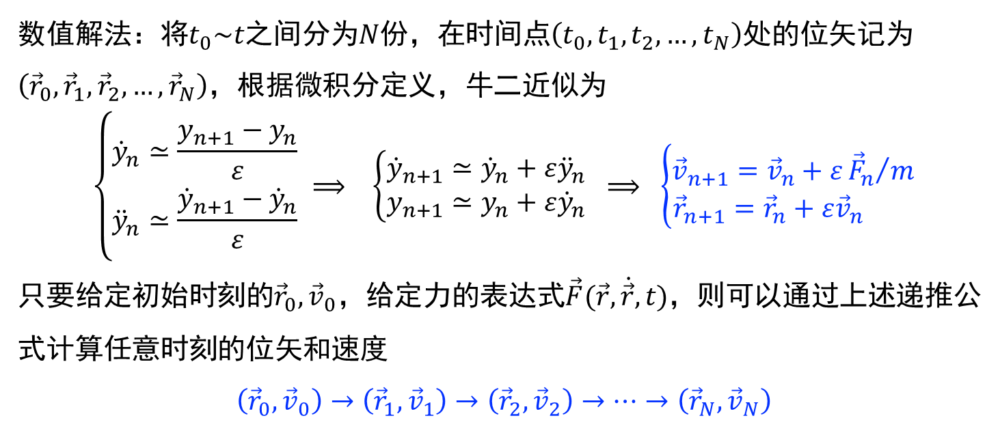 数值解法：将$t_0 \sim t$之间分为$N$份，在时间点$(t_0, t_1, t_2, \ldots, t_N)$处的位矢记为
$(\vec{r}_0, \vec{r}_1, \vec{r}_2, \ldots, \vec{r}_N)$，根据微积分定义，牛二近似为
$\begin{cases} \dot{y}_n \simeq \dfrac{y_{n+1} - y_n}{\varepsilon} \\ \ddot{y}_n \simeq \dfrac{\dot{y}_{n+1} - \dot{y}_n}{\varepsilon} \end{cases} \Longrightarrow \begin{cases} \dot{y}_{n+1} \simeq \dot{y}_n + \varepsilon \ddot{y}_n \\ y_{n+1} \simeq y_n + \varepsilon \dot{y}_n \end{cases} \Longrightarrow \begin{cases} \vec{v}_{n+1} = \vec{v}_n + \varepsilon \vec{F}_n / m \\ \vec{r}_{n+1} = \vec{r}_n + \varepsilon \vec{v}_n \end{cases}$
只要给定初始时刻的$\vec{r}_0, \vec{v}_0$，给定力的表达式$\vec{F}(\vec{r}, \dot{\vec{r}}, t)$，则可以通过上述递推公
式计算任意时刻的位矢和速度
$(\vec{r}_0, \vec{v}_0) \rightarrow (\vec{r}_1, \vec{v}_1) \rightarrow (\vec{r}_2, \vec{v}_2) \rightarrow \cdots \rightarrow (\vec{r}_N, \vec{v}_N)$